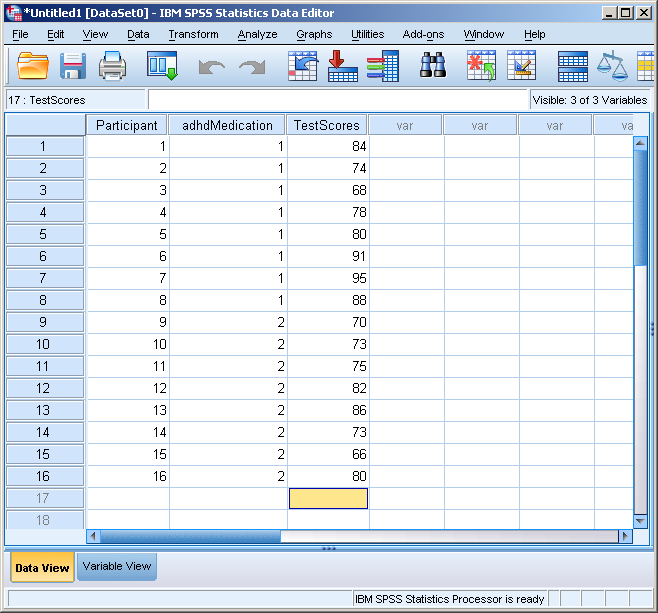 *Untitled1 [DataSet0] - IBM SPSS Statistics Data Editor
File Edit View Data Transform Analyze Graphs Utilities Add-ons Window Help
17 : TestScores Visible: 3 of 3 Variables
Participant adhdMedication TestScores var var var va
1 1 1 84
2 2 1 74
3 3 1 68
4 4 1 78
5 5 1 80
6 6 1 91
7 7 1 95
8 8 1 88
9 9 2 70
10 10 2 73
11 11 2 75
12 12 2 82
13 13 2 86
14 14 2 73
15 15 2 66
16 16 2 80
17
18
Data View Variable View
IBM SPSS Statistics Processor is ready